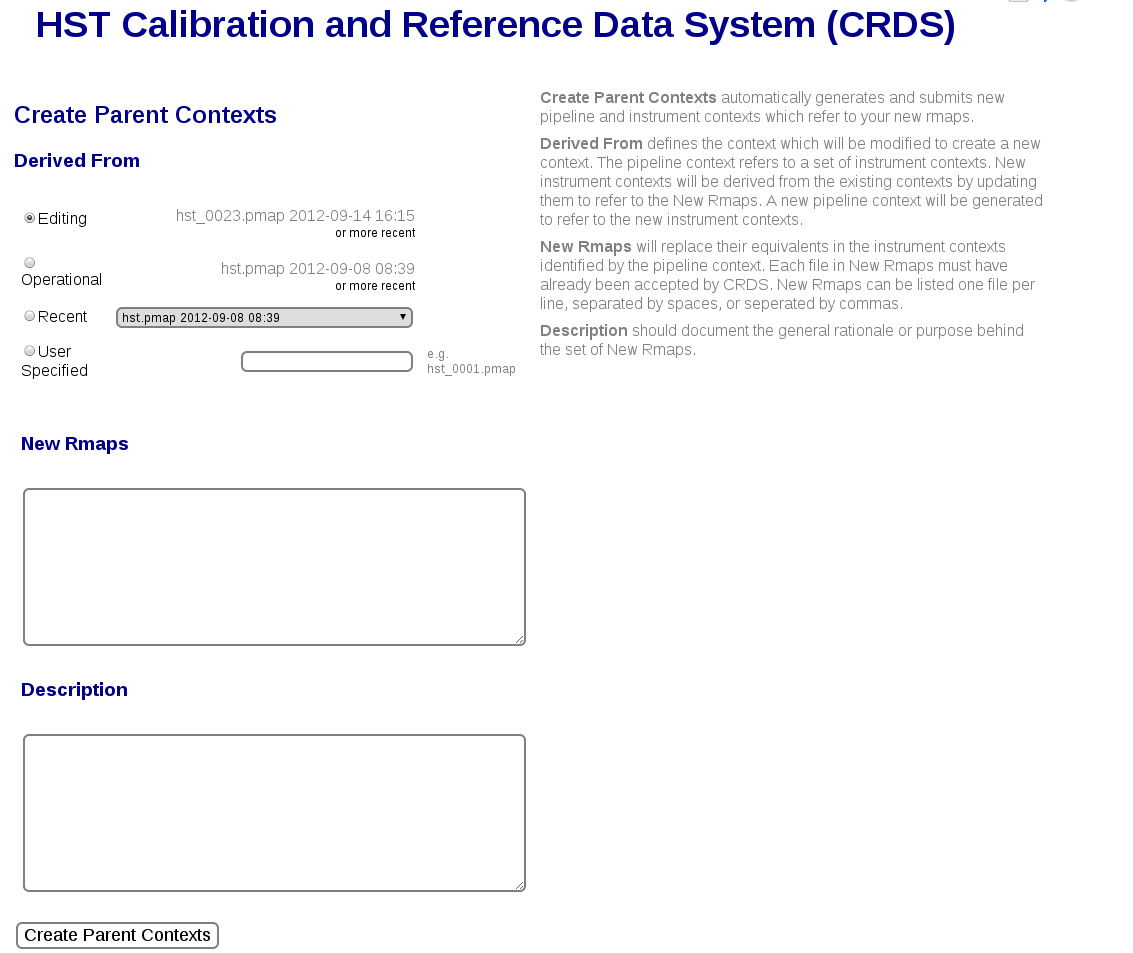 HST Calibration and Reference Data System (CRDS)
Create Parent Contexts
Derived From
Editing
hst_0023.pmap 2012-09-14 16:15
or more recent
Operational
hst.pmap 2012-09-08 08:39
or more recent
Recent
hst.pmap 2012-09-08 08:39
User
Specified
e.g.
hst_0001.pmap
New Rmaps
Description
Create Parent Contexts
Create Parent Contexts automatically generates and submits new
pipeline and instrument contexts which refer to your new rmaps.
Derived From defines the context which will be modified to create a new
context. The pipeline context refers to a set of instrument contexts. New
instrument contexts will be derived from the existing contexts by updating
them to refer to the New Rmaps. A new pipeline context will be generated
to refer to the new instrument contexts.
New Rmaps will replace their equivalents in the instrument contexts
identified by the pipeline context. Each file in New Rmaps must have
already been accepted by CRDS. New Rmaps can be listed one file per
line, separated by spaces, or seperated by commas.
Description should document the general rationale or purpose behind
the set of New Rmaps.